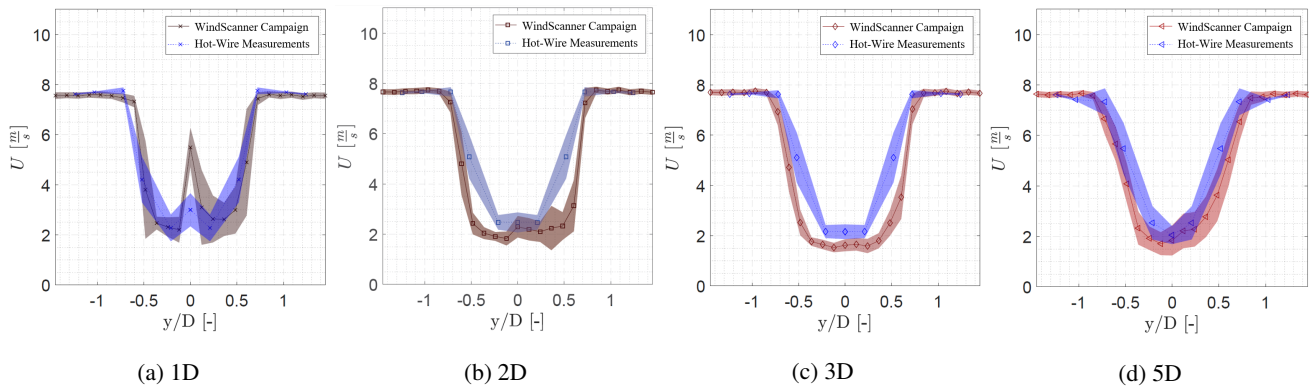 10
8
6
4
2
0
U [m/s]
WindScanner Campaign
Hot-Wire Measurements
-1 -0.5 0 0.5 1
y/D [-]
(a) 1D
10
8
6
4
2
0
U [m/s]
WindScanner Campaign
Hot-Wire Measurements
-1 -0.5 0 0.5 1
y/D [-]
(b) 2D
10
8
6
4
2
0
U [m/s]
WindScanner Campaign
Hot-Wire Measurements
-1 -0.5 0 0.5 1
y/D [-]
(c) 3D
10
8
6
4
2
0
U [m/s]
WindScanner Campaign
Hot-Wire Measurements
-1 -0.5 0 0.5 1
y/D [-]
(d) 5D